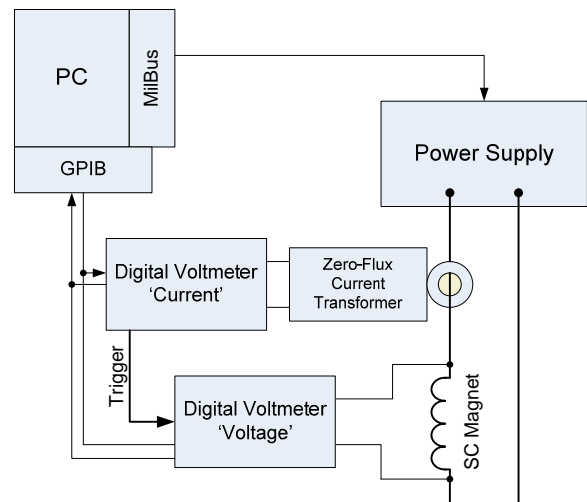 PC
MilBus
GPIB
Power Supply
Digital Voltmeter
‘Current’
Zero-Flux
Current
Transformer
Trigger
Digital Voltmeter
‘Voltage’
SC Magnet